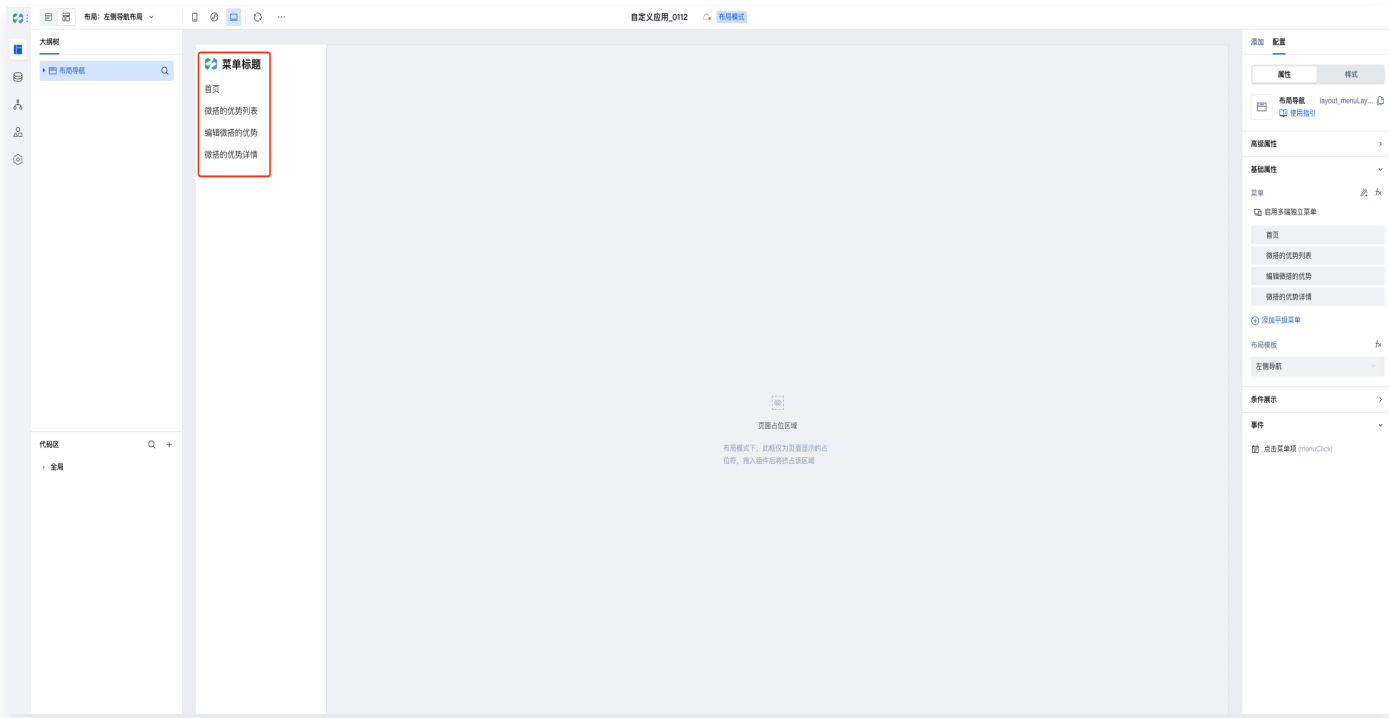 布局：左侧导航布局
自定义应用_0112
布局模式
大纲树
布局导航
代码区
全局
菜单标题
首页
微搭的优势列表
编辑微搭的优势
微搭的优势详情
页面占位区域
布局模式下，此框仅为页面显示的占
位符，拖入组件后将挤占该区域
添加 配置
属性 样式
布局导航 layout_menuLay...
使用指引
高级属性
基础属性
菜单 fx
启用多端独立菜单
首页
微搭的优势列表
编辑微搭的优势
微搭的优势详情
添加平级菜单
布局模板 fx
左侧导航
条件展示
事件
点击菜单项 (menuClick)